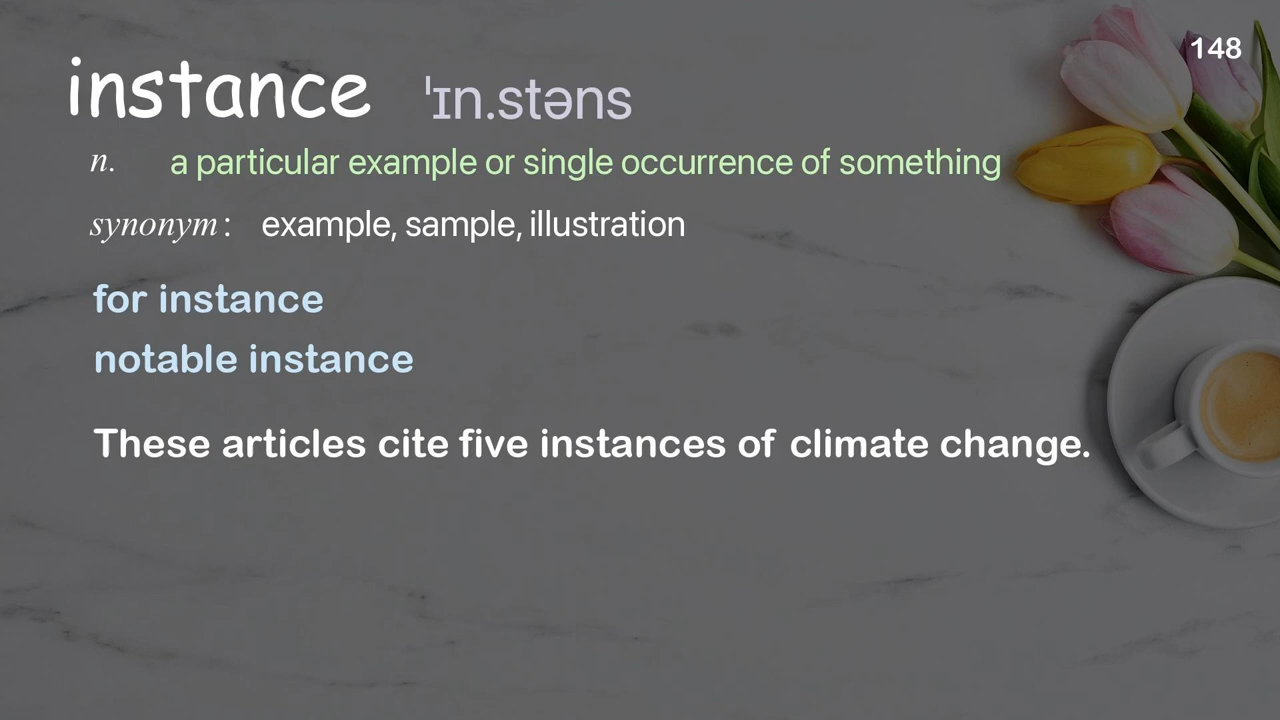 148
instance ˈɪn.stəns
n. a particular example or single occurrence of something
synonym: example, sample, illustration
for instance
notable instance
These articles cite five instances of climate change.